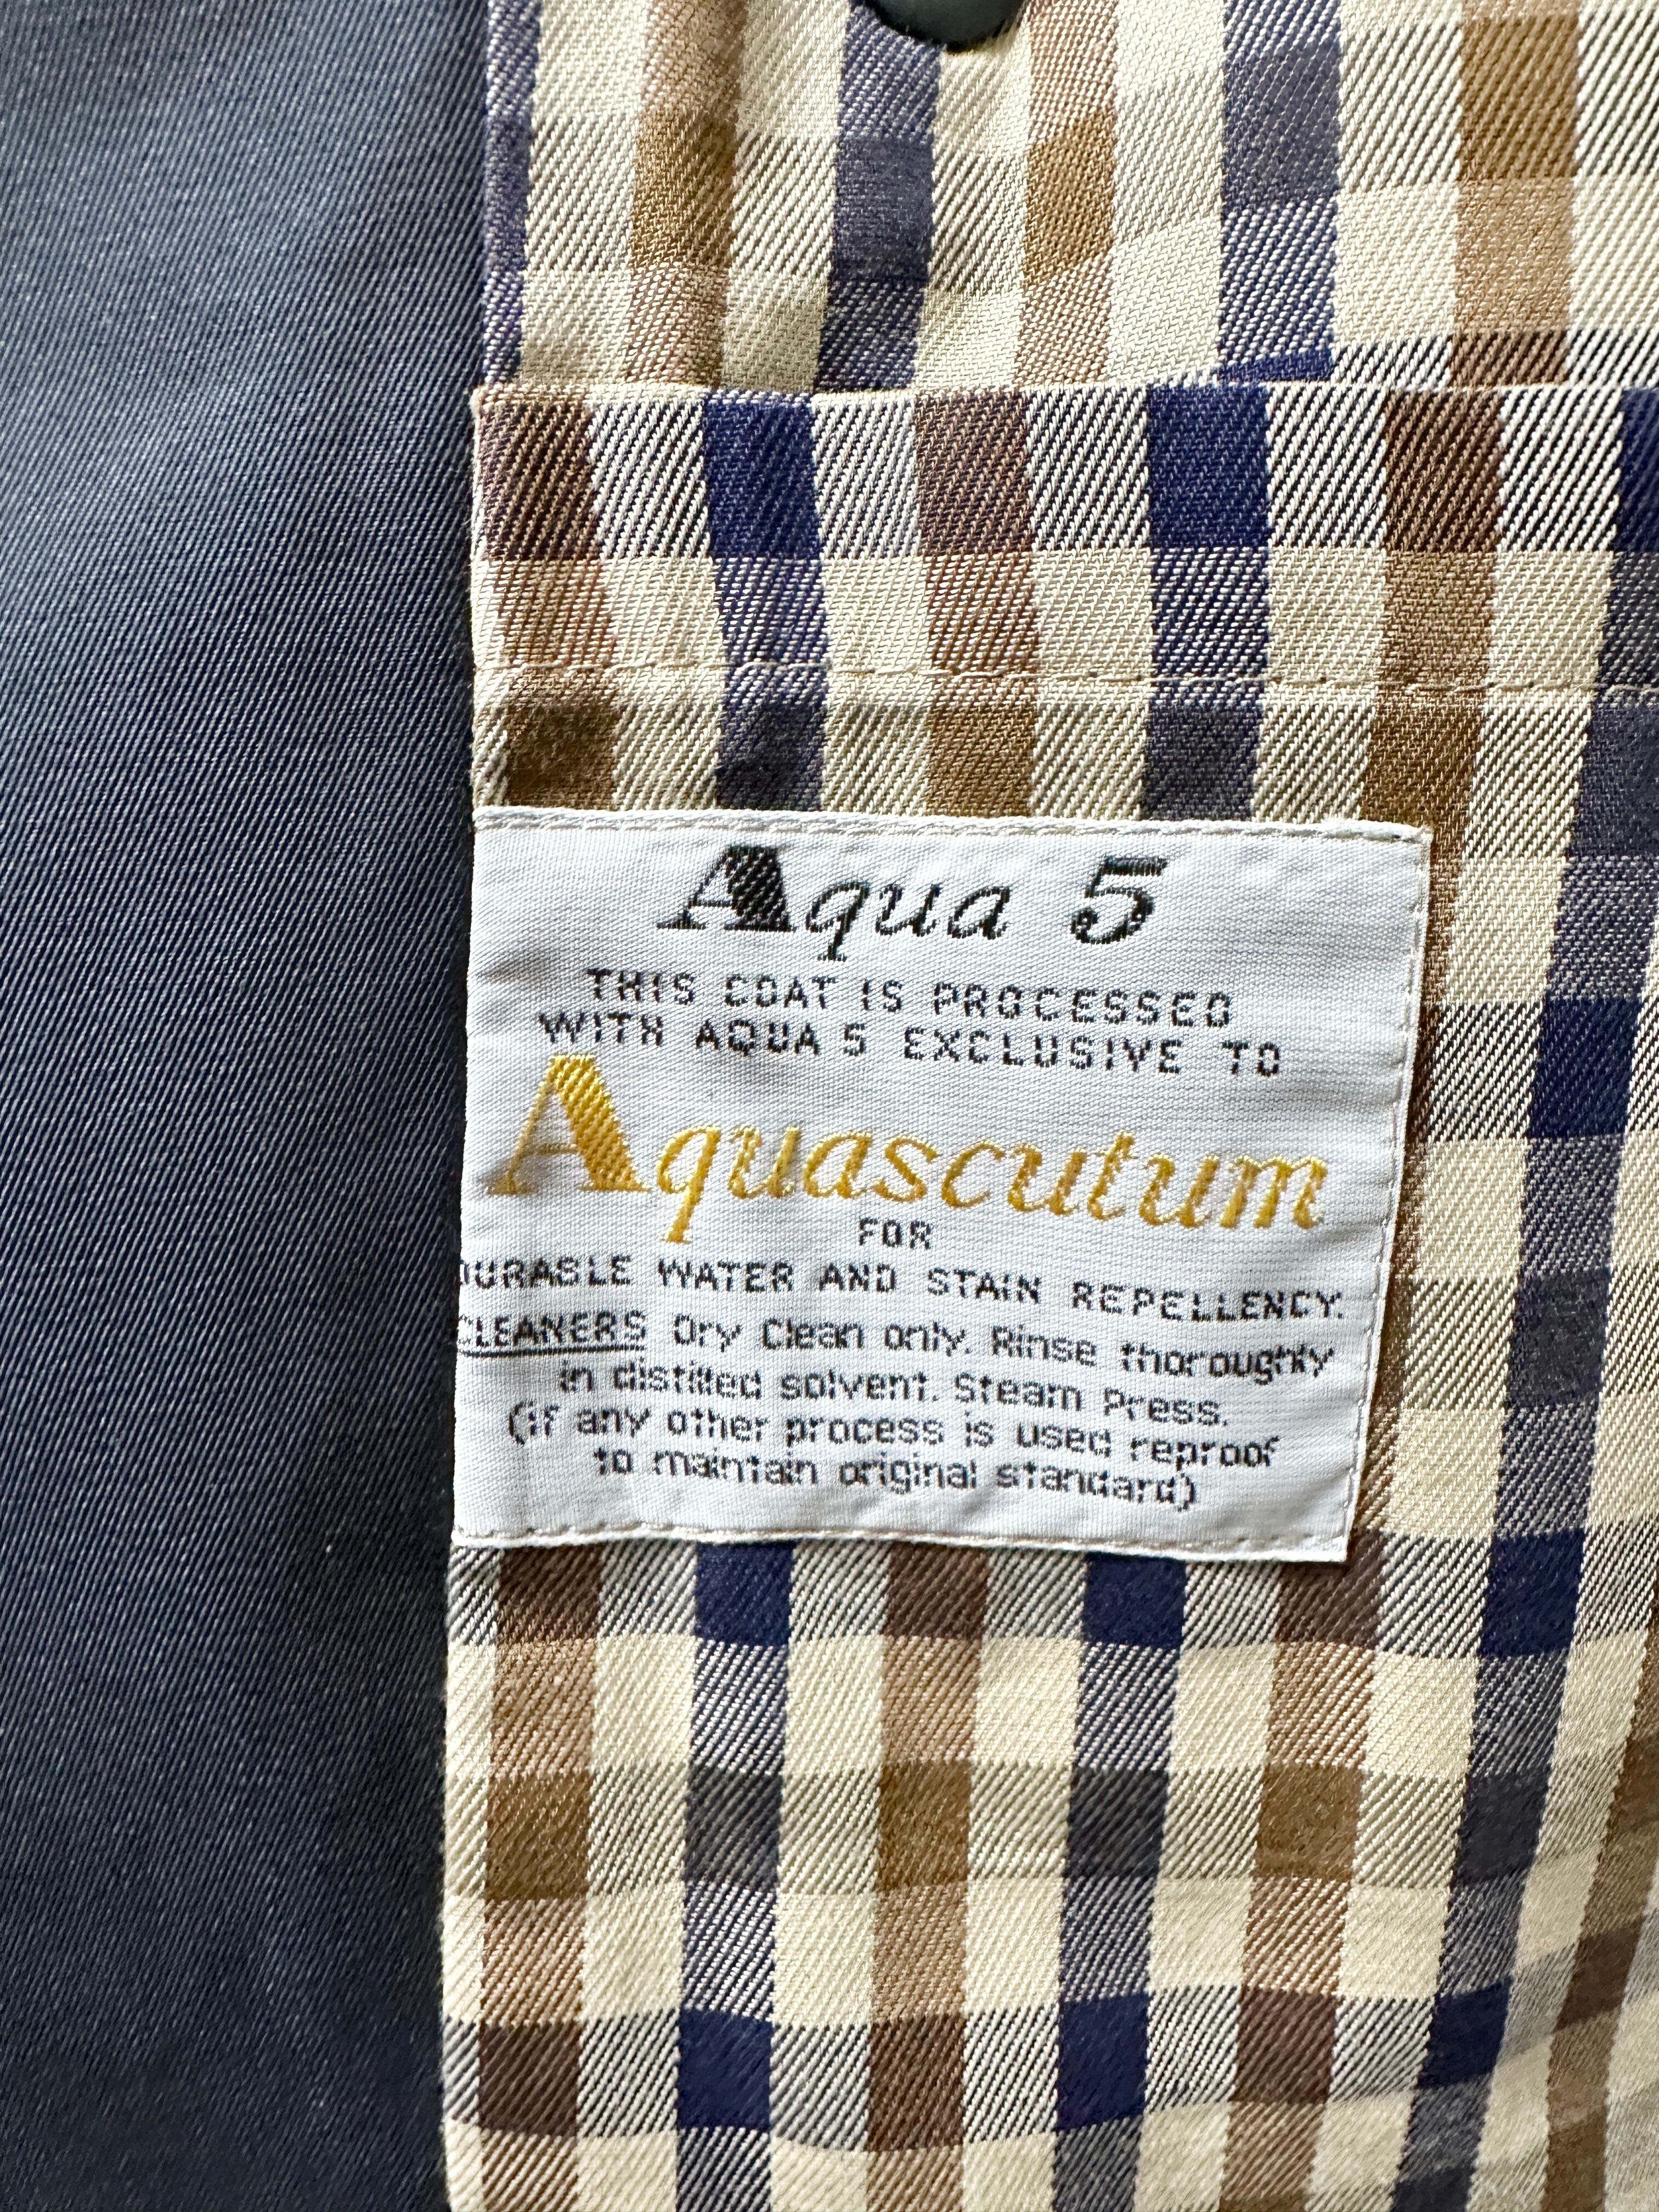 Aqua 5
THIS COAT IS PROCESSED
WITH AQUA 5 EXCLUSIVE TO
Aquascutum
FOR
DURABLE WATER AND STAIN REPELLENCY.
CLEANERS Dry Clean only. Rinse thoroughly
in distilled solvent. Steam Press.
(if any other process is used reproof
to maintain original standard)